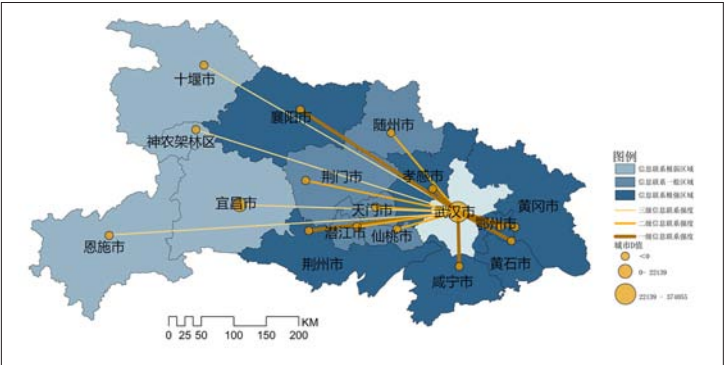 十堰市
襄阳市
随州市
神农架林区
荆门市
孝感市
宜昌市
天门市
武汉市
黄冈市
鄂州市
恩施市
潜江市
仙桃市
荆州市
黄石市
咸宁市
图例
信息联系极弱区域
信息联系一般区域
信息联系极强区域
三级信息联系强度
二级信息联系强度
一级信息联系强度
城市D值
<0
0- 22139
22139 - 374855
KM
0 25 50 100 150 200